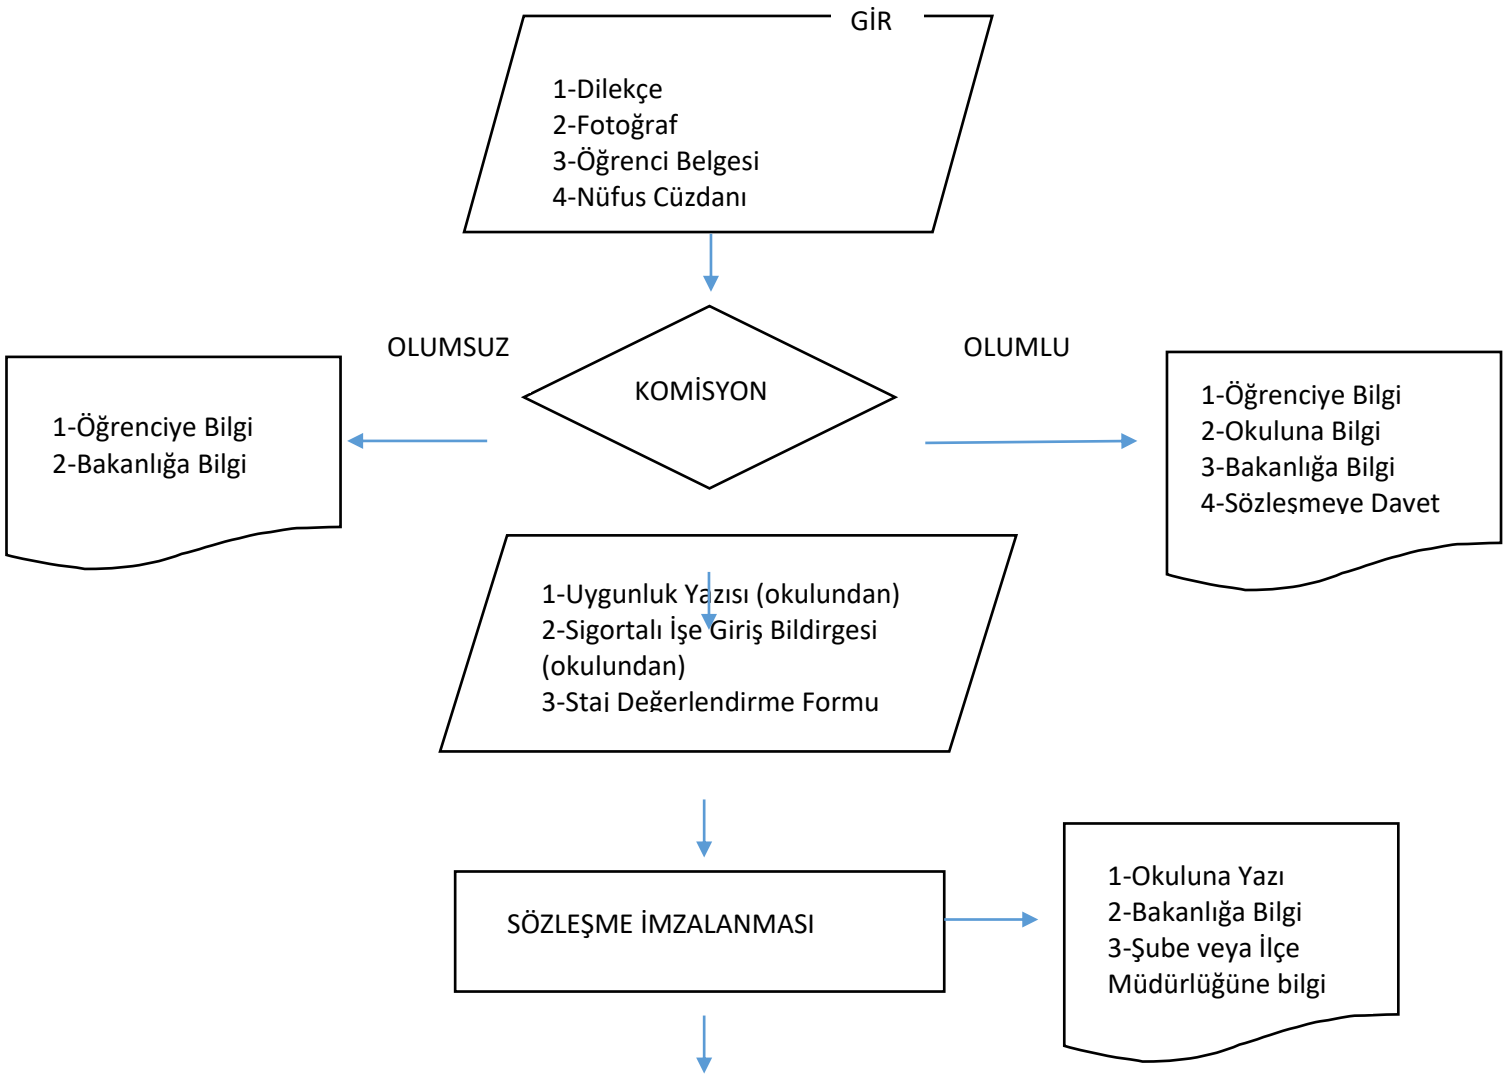 GİR
1-Dilekçe
2-Fotoğraf
3-Öğrenci Belgesi
4-Nüfus Cüzdanı
OLUMSUZ
OLUMLU
KOMİSYON
1-Öğrenciye Bilgi
2-Bakanlığa Bilgi
1-Öğrenciye Bilgi
2-Okuluna Bilgi
3-Bakanlığa Bilgi
4-Sözleşmeye Davet
1-Uygunluk Yazısı (okulundan)
2-Sigortalı İşe Giriş Bildirgesi
(okulundan)
3-Staj Değerlendirme Formu
SÖZLEŞME İMZALANMASI
1-Okuluna Yazı
2-Bakanlığa Bilgi
3-Şube veya İlçe
Müdürlüğüne bilgi